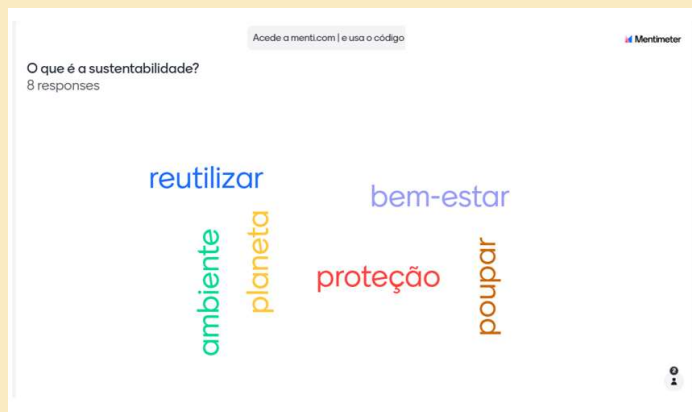 Acede a menti.com | e usa o código
Mentimeter
O que é a sustentabilidade?
8 responses
reutilizar
bem-estar
ambiente
planeta
proteção
poupar